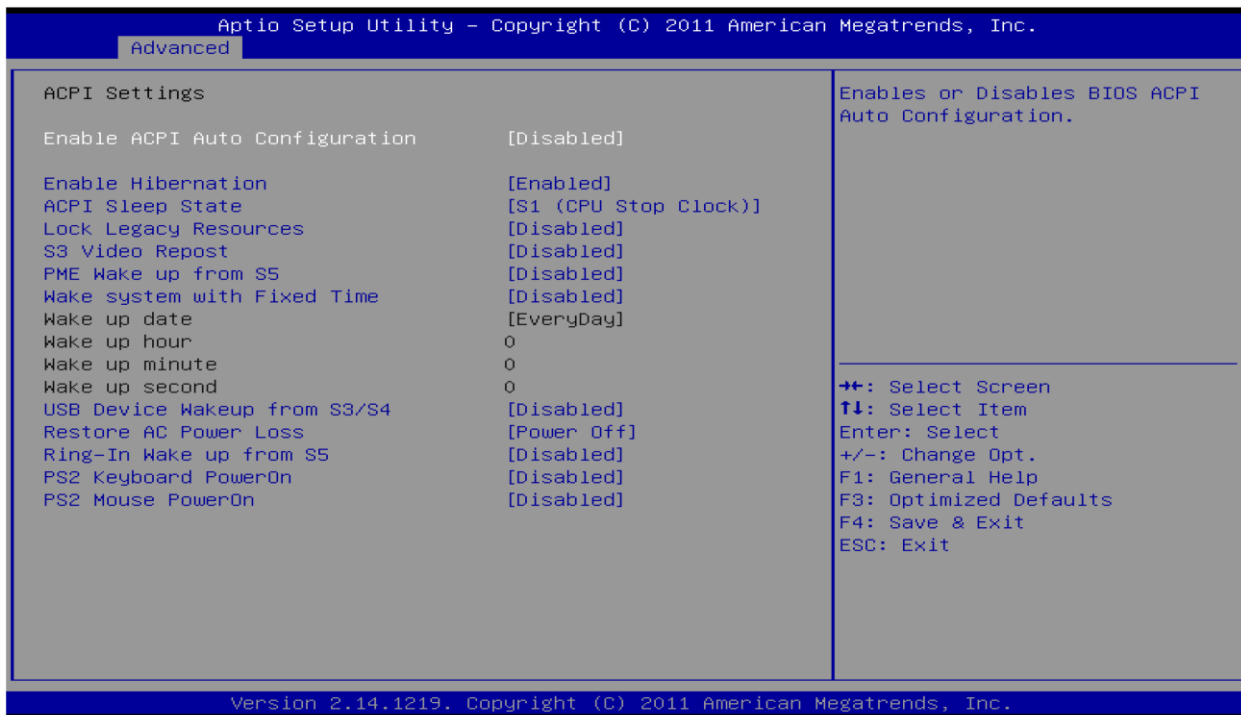 Aptio Setup Utility – Copyright (C) 2011 American Megatrends, Inc.
Advanced
ACPI Settings
Enable ACPI Auto Configuration [Disabled]
Enable Hibernation [Enabled]
ACPI Sleep State [S1 (CPU Stop Clock)]
Lock Legacy Resources [Disabled]
S3 Video Repost [Disabled]
PME Wake up from S5 [Disabled]
Wake system with Fixed Time [Disabled]
Wake up date [EveryDay]
Wake up hour 0
Wake up minute 0
Wake up second 0
USB Device Wakeup from S3/S4 [Disabled]
Restore AC Power Loss [Power Off]
Ring-In Wake up from S5 [Disabled]
PS2 Keyboard PowerOn [Disabled]
PS2 Mouse PowerOn [Disabled]
Enables or Disables BIOS ACPI
Auto Configuration.
→←: Select Screen
↑↓: Select Item
Enter: Select
+/-: Change Opt.
F1: General Help
F3: Optimized Defaults
F4: Save & Exit
ESC: Exit
Version 2.14.1219. Copyright (C) 2011 American Megatrends, Inc.